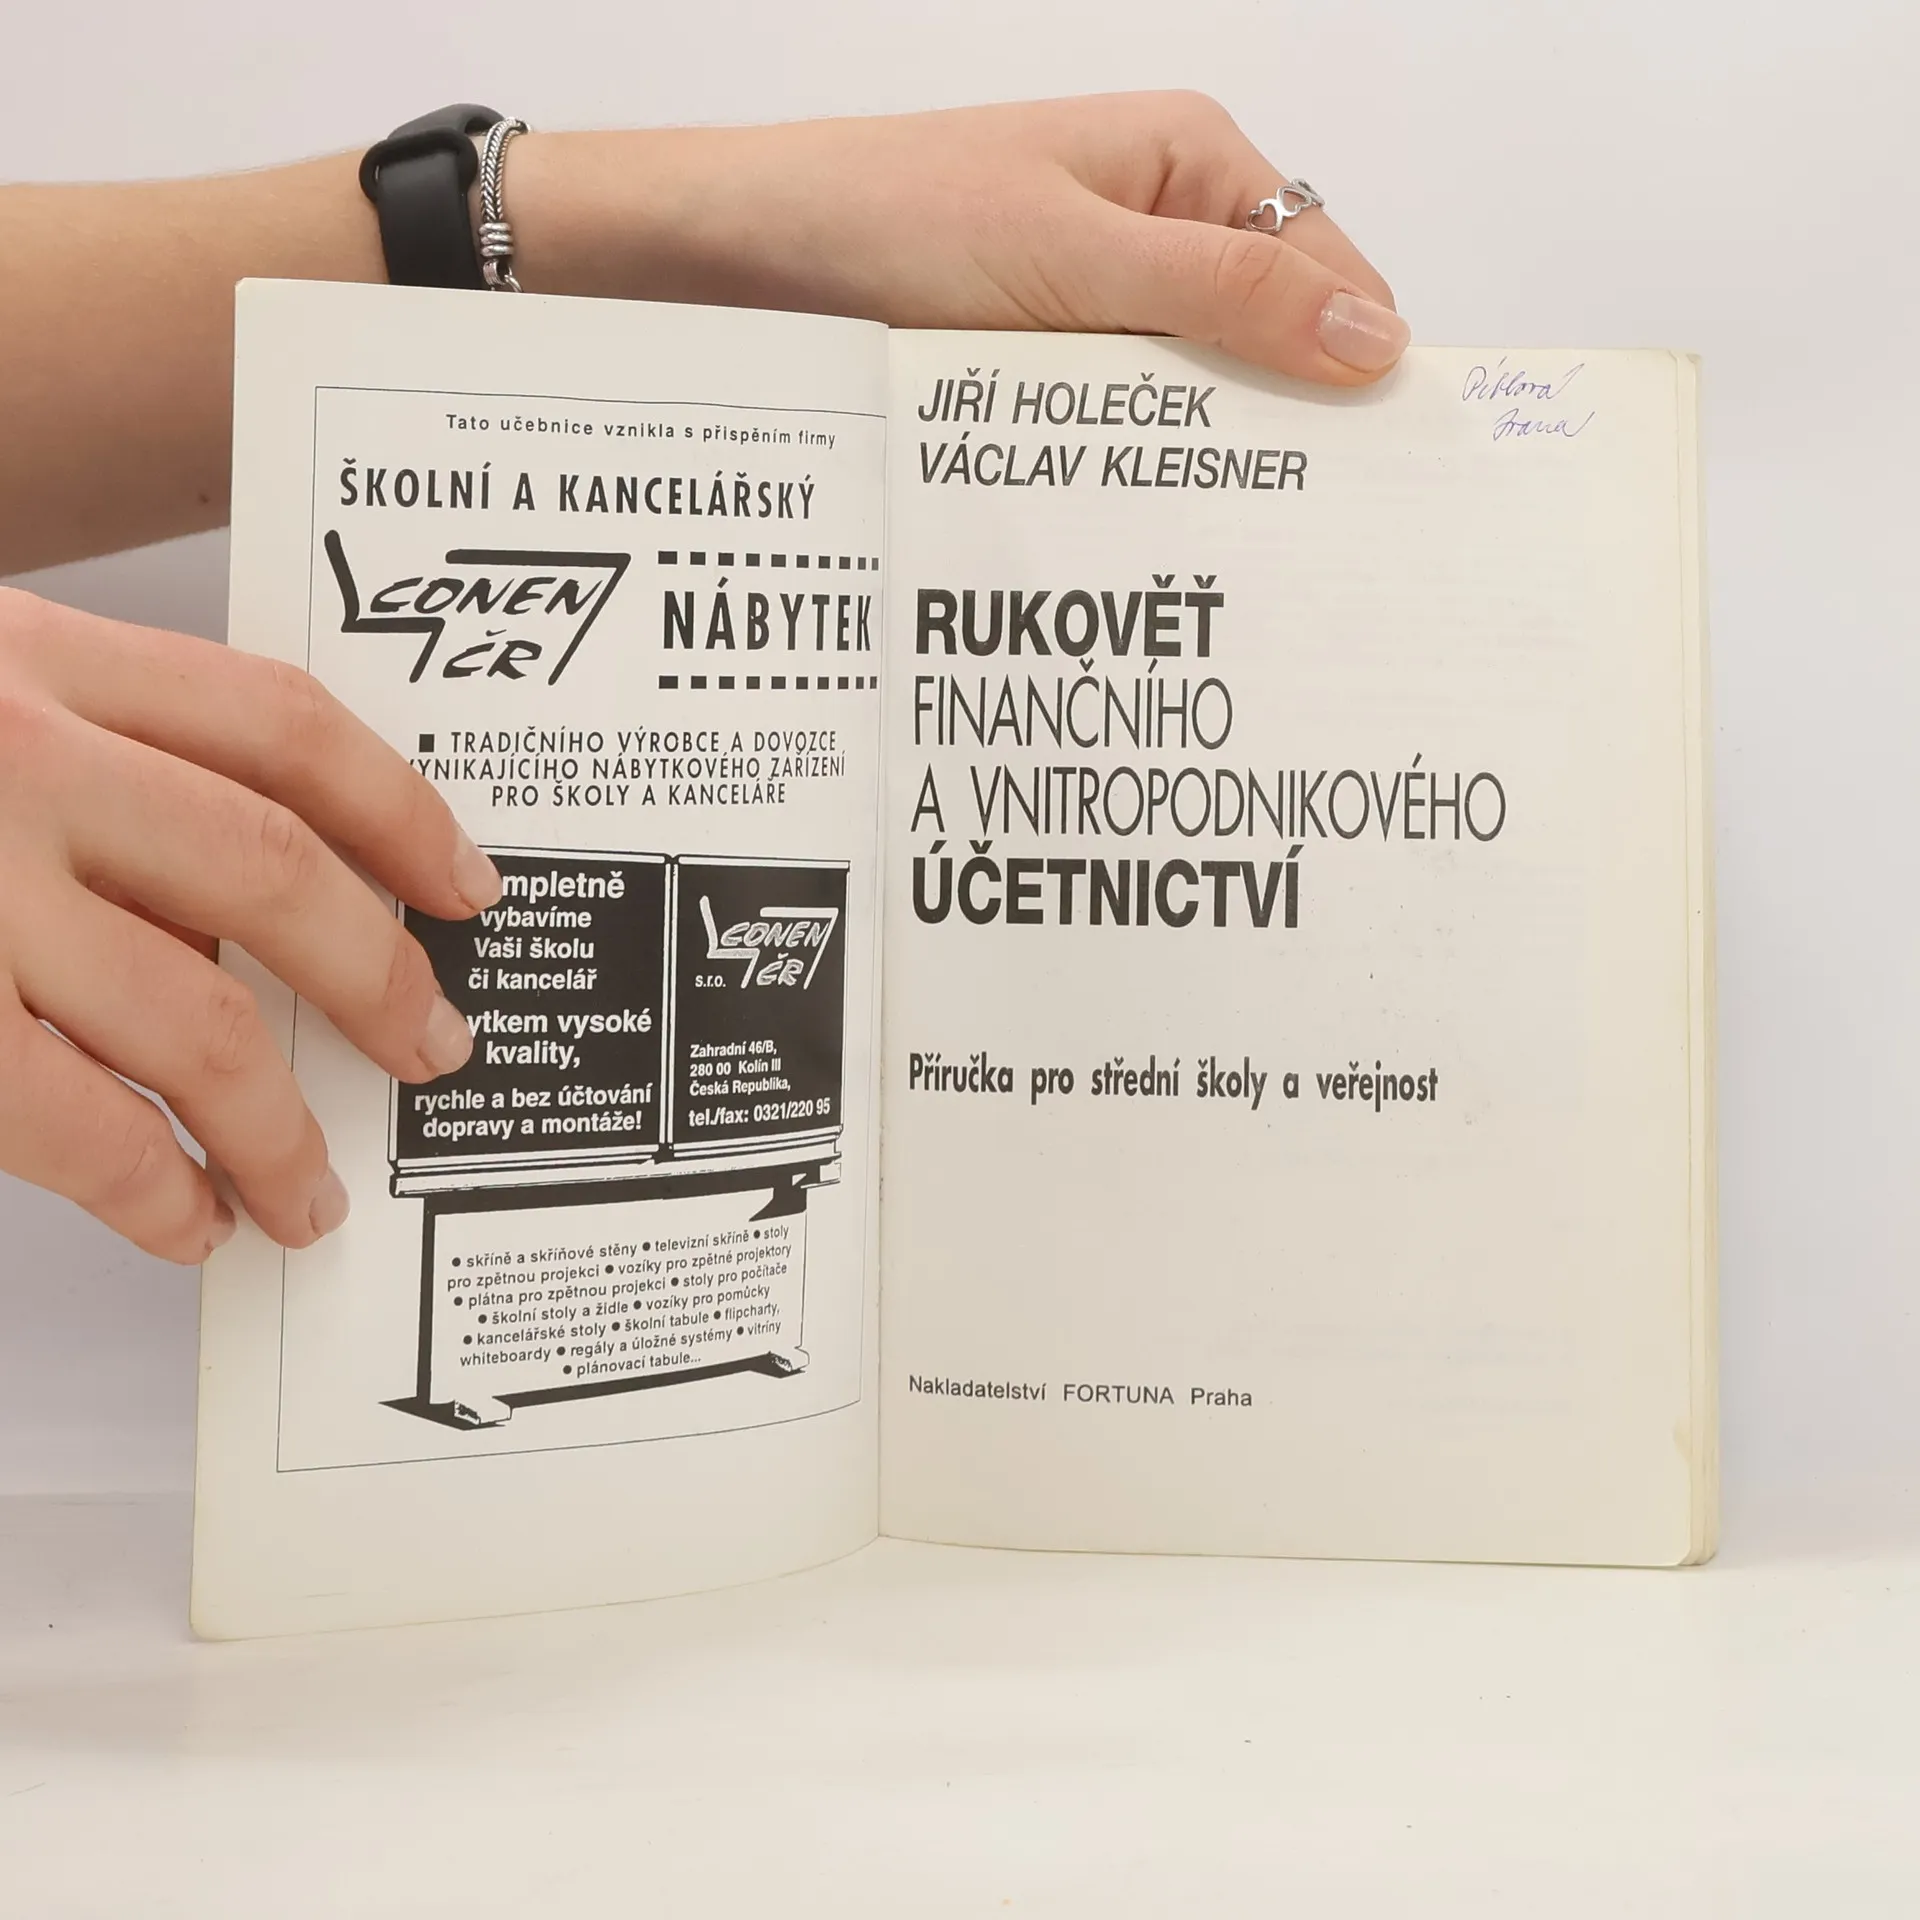 Tato učebnice vznikla s přispěním firmy
ŠKOLNÍ A KANCELÁŘSKÝ
CONEN
ČR
NÁBYTEK
■ TRADIČNÍHO VÝROBCE A DOVOZCE
VYNIKAJÍCÍHO NÁBYTKOVÉHO ZAŘÍZENÍ
PRO ŠKOLY A KANCELÁŘE
mpletně
vybavíme
Vaši školu
či kancelář
ytkem vysoké
kvality,
rychle a bez účtování
dopravy a montáže!
CONEN
s.r.o. ČR
Zahradní 46/B,
280 00 Kolín III
Česká Republika,
tel./fax: 0321/220 95
● skříně a skříňové stěny ● televizní skříně ● stoly
pro zpětnou projekci ● vozíky pro zpětné projektory
● plátna pro zpětnou projekci ● stoly pro počítače
● školní stoly a židle ● vozíky pro pomůcky
● kancelářské stoly ● školní tabule ● flipcharty,
whiteboardy ● regály a úložné systémy ● vitríny
● plánovací tabule...
JIŘÍ HOLEČEK
VÁCLAV KLEISNER
RUKOVĚŤ
FINANČNÍHO
A VNITROPODNIKOVÉHO
ÚČETNICTVÍ
Příručka pro střední školy a veřejnost
Nakladatelství FORTUNA Praha